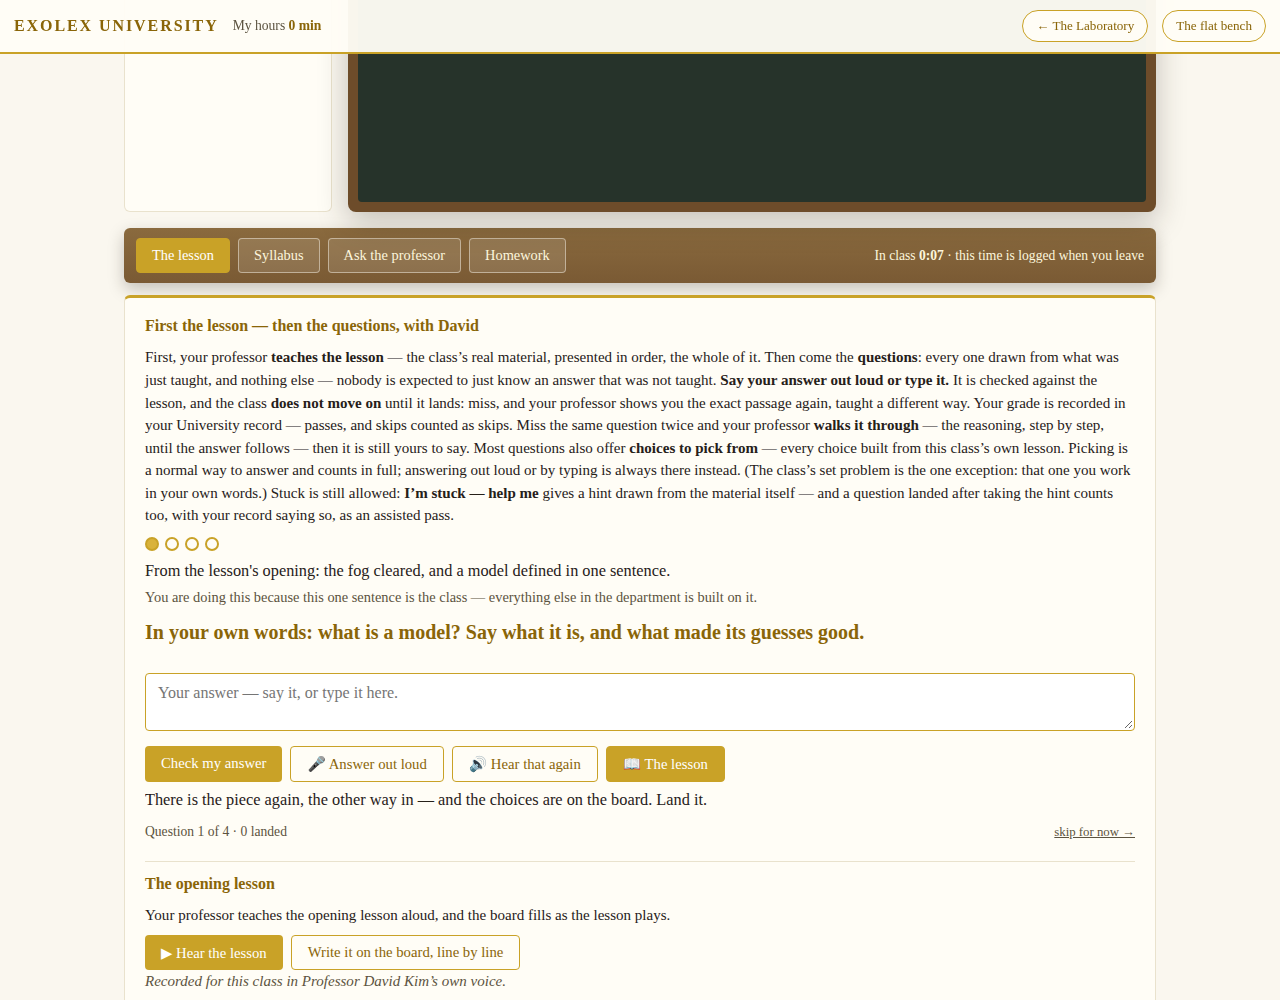 EXOLEX UNIVERSITY My hours 0 min ← The Laboratory The flat bench
The lesson Syllabus Ask the professor Homework In class 0:07 · this time is logged when you leave
First the lesson — then the questions, with David
First, your professor teaches the lesson — the class’s real material, presented in order, the whole of it. Then come the questions: every one drawn from what was
just taught, and nothing else — nobody is expected to just know an answer that was not taught. Say your answer out loud or type it. It is checked against the
lesson, and the class does not move on until it lands: miss, and your professor shows you the exact passage again, taught a different way. Your grade is recorded in
your University record — passes, and skips counted as skips. Miss the same question twice and your professor walks it through — the reasoning, step by step,
until the answer follows — then it is still yours to say. Most questions also offer choices to pick from — every choice built from this class’s own lesson. Picking is
a normal way to answer and counts in full; answering out loud or by typing is always there instead. (The class’s set problem is the one exception: that one you work
in your own words.) Stuck is still allowed: I’m stuck — help me gives a hint drawn from the material itself — and a question landed after taking the hint counts
too, with your record saying so, as an assisted pass.
From the lesson's opening: the fog cleared, and a model defined in one sentence.
You are doing this because this one sentence is the class — everything else in the department is built on it.
In your own words: what is a model? Say what it is, and what made its guesses good.
Your answer — say it, or type it here.
Check my answer 🎤 Answer out loud 🔊 Hear that again 📖 The lesson
There is the piece again, the other way in — and the choices are on the board. Land it.
Question 1 of 4 · 0 landed skip for now →
The opening lesson
Your professor teaches the opening lesson aloud, and the board fills as the lesson plays.
▶ Hear the lesson Write it on the board, line by line
Recorded for this class in Professor David Kim’s own voice.